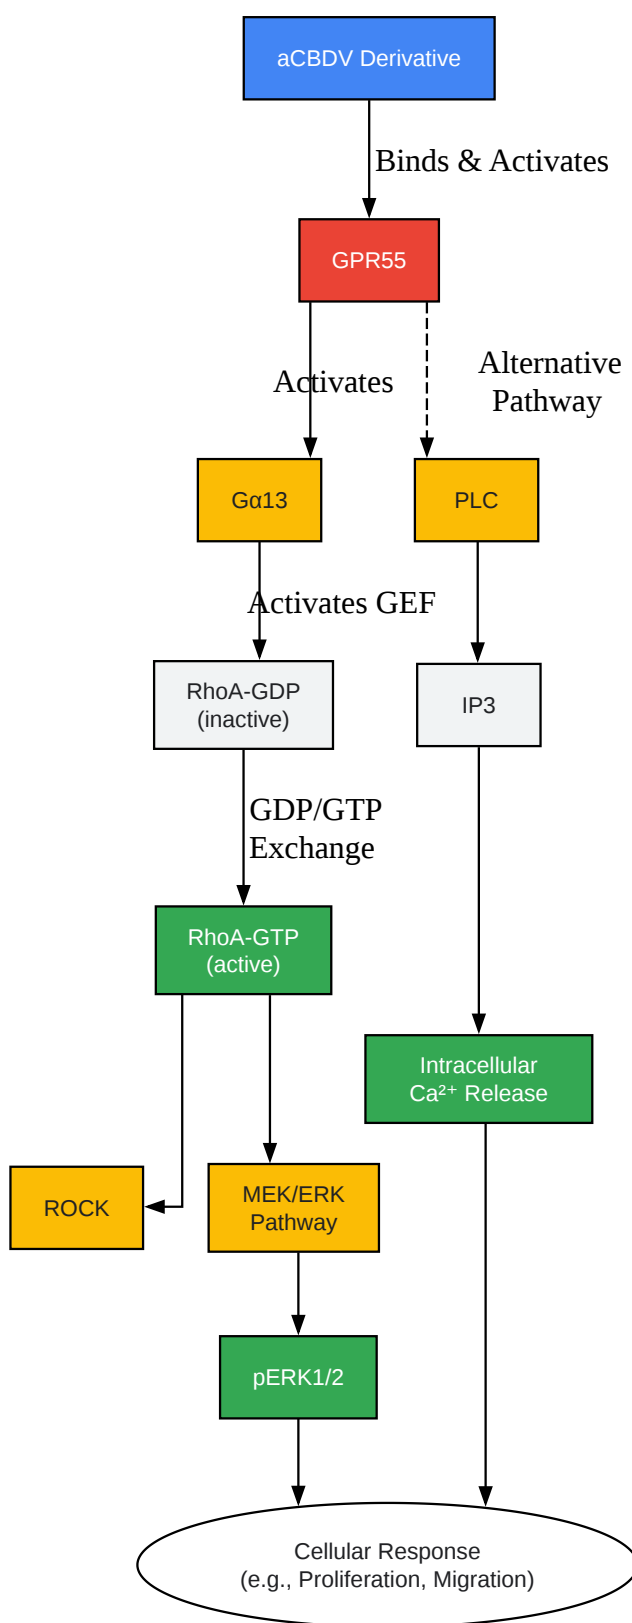 aCBDV Derivative
Binds & Activates
GPR55
Activates
Alternative
Pathway
Gα13
PLC
Activates GEF
RhoA-GDP
(inactive)
IP3
GDP/GTP
Exchange
RhoA-GTP
(active)
Intracellular
Ca²⁺ Release
ROCK
MEK/ERK
Pathway
pERK1/2
Cellular Response
(e.g., Proliferation, Migration)